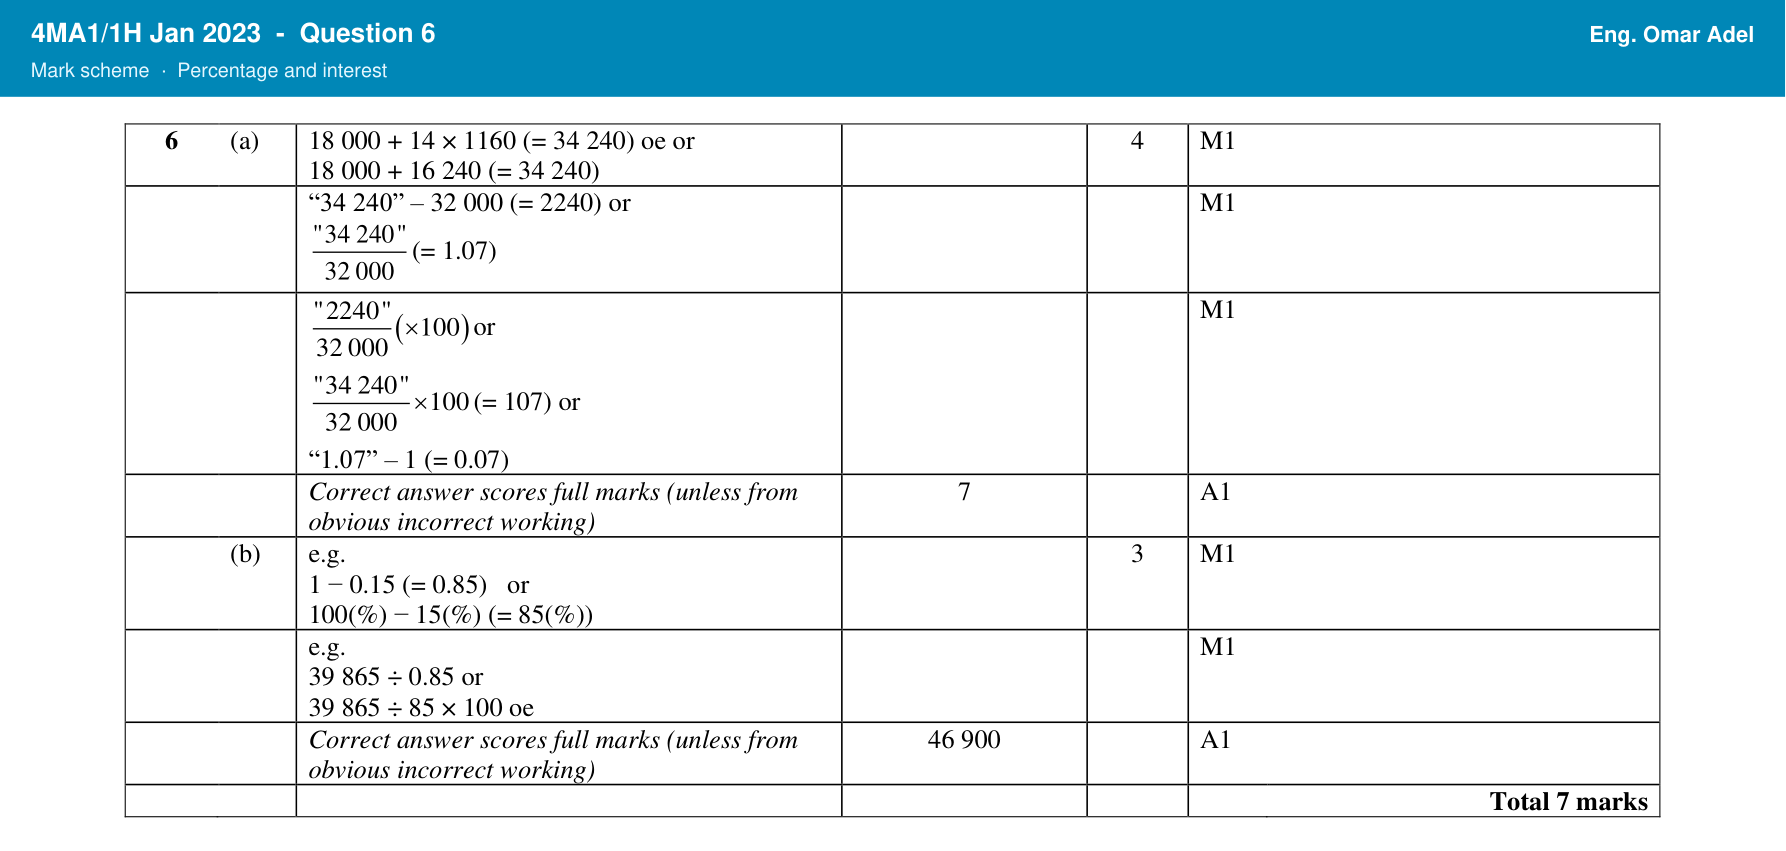 4MA1/1H Jan 2023 - Question 6
Eng. Omar Adel
Mark scheme · Percentage and interest
6 (a) 18 000 + 14 × 1160 (= 34 240) oe or 4 M1
18 000 + 16 240 (= 34 240)
“34 240” – 32 000 (= 2240) or M1
"34 240"
(= 1.07)
32 000
"2240" M1
(×100) or
32 000
"34 240"
×100 (= 107) or
32 000
“1.07” – 1 (= 0.07)
Correct answer scores full marks (unless from 7 A1
obvious incorrect working)
(b) e.g. 3 M1
1 − 0.15 (= 0.85) or
100(%) − 15(%) (= 85(%))
e.g. M1
39 865 ÷ 0.85 or
39 865 ÷ 85 × 100 oe
Correct answer scores full marks (unless from 46 900 A1
obvious incorrect working)
Total 7 marks